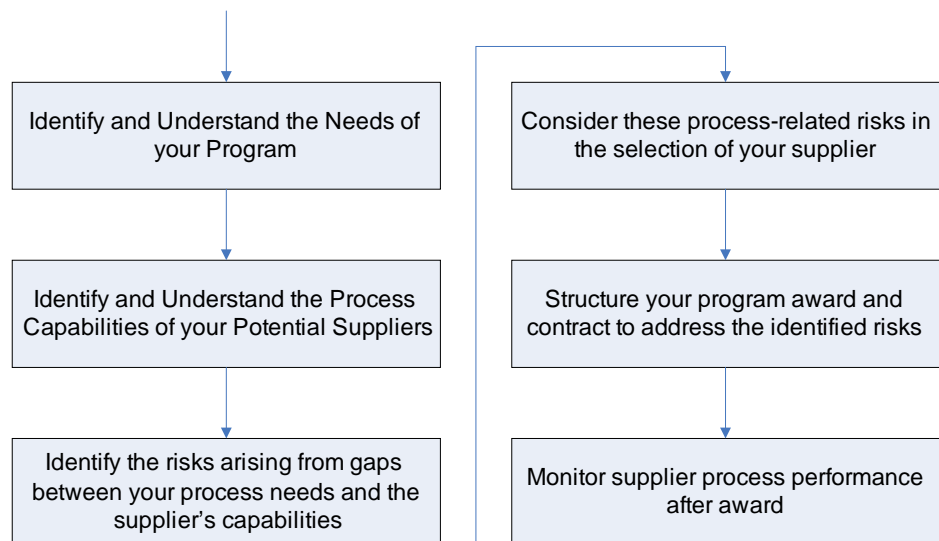 Identify and Understand the Needs of
your Program
Identify and Understand the Process
Capabilities of your Potential Suppliers
Identify the risks arising from gaps
between your process needs and the
supplier’s capabilities
Consider these process-related risks in
the selection of your supplier
Structure your program award and
contract to address the identified risks
Monitor supplier process performance
after award